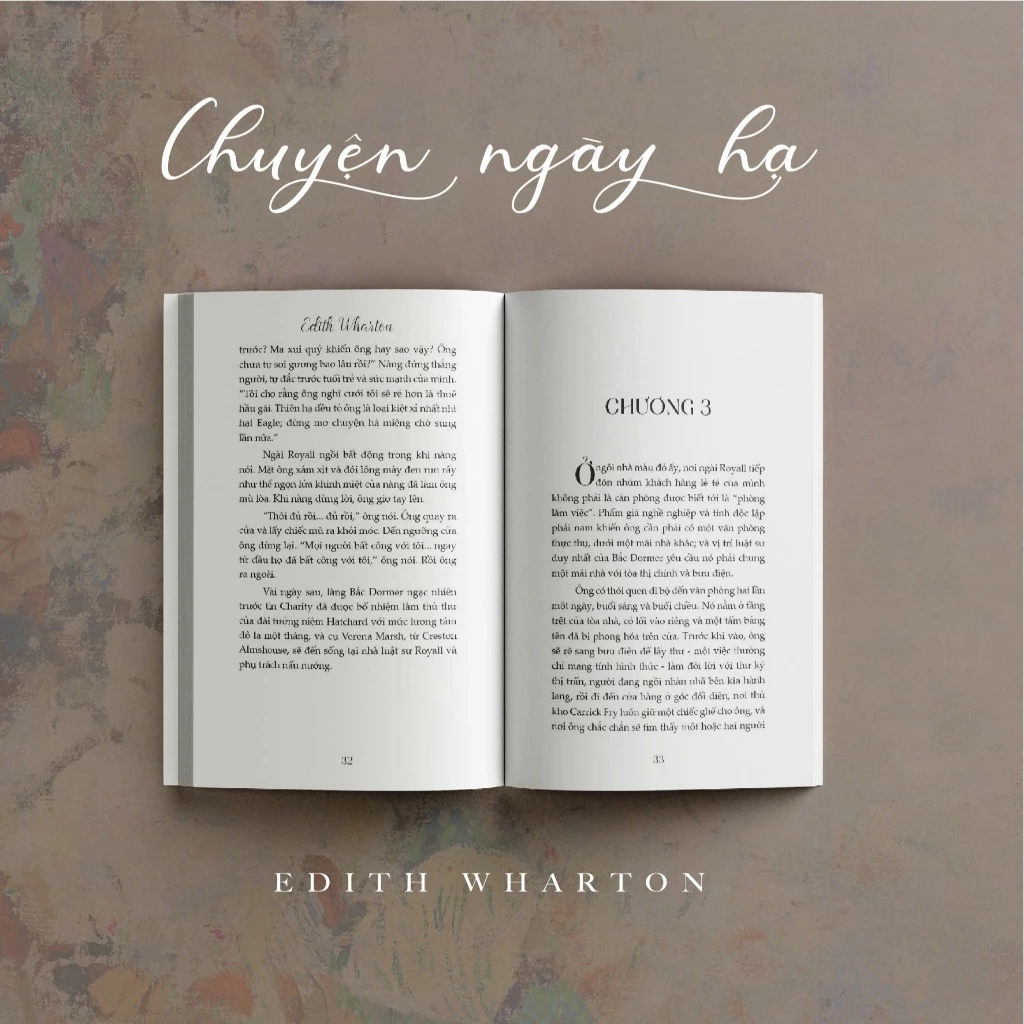 Chuyện ngày hạ
Edith Wharton
trước? Ma xui quỷ khiến ông hay sao vậy? Ông
chưa tự soi gương bao lâu rồi?” Nàng đứng thẳng
người, tự đắc trước tuổi trẻ và sức mạnh của mình.
“Tôi cho rằng ông nghĩ cưới tôi sẽ rẻ hơn là thuê
hầu gái. Thiên hạ đều tỏ ông là loại kiệt xỉ nhất nhì
hạt Eagle; đừng mơ chuyện há miệng chờ sung
lần nữa.”
Ngài Royall ngồi bất động trong khi nàng
nói. Mặt ông xám xịt và đôi lông mày đen run rẩy
như thể ngọn lửa khinh miệt của nàng đã làm ông
mù lòa. Khi nàng dừng lời, ông giơ tay lên.
“Thôi đủ rồi... đủ rồi,” ông nói. Ông quay ra
cửa và lấy chiếc mũ ra khỏi móc. Đến ngưỡng cửa
ông dừng lại. “Mọi người bất công với tôi... ngay
từ đầu họ đã bất công với tôi,” ông nói. Rồi ông
ra ngoài.
Vài ngày sau, làng Bắc Dormer ngạc nhiên
trước tin Charity đã được bổ nhiệm làm thủ thư
của đài tưởng niệm Hatchard với mức lương tám
đô la một tháng, và cụ Verena Marsh, từ Creston
Almshouse, sẽ đến sống tại nhà luật sư Royall và
phụ trách nấu nướng.
32
CHƯƠNG 3
Ở ngôi nhà màu đỏ ấy, nơi ngài Royall tiếp
đón nhúm khách hàng lẻ tẻ của mình
không phải là căn phòng được biết tới là “phòng
làm việc”. Phẩm giá nghề nghiệp và tính độc lập
phái nam khiến ông cần phải có một văn phòng
thực thụ, dưới một mái nhà khác; và vị trí luật sư
duy nhất của Bắc Dormer yêu cầu nó phải chung
một mái nhà với tòa thị chính và bưu điện.
Ông có thói quen đi bộ đến văn phòng hai lần
một ngày, buổi sáng và buổi chiều. Nó nằm ở tầng
trệt của tòa nhà, có lối vào riêng và một tấm bảng
tên đã bị phong hóa trên cửa. Trước khi vào, ông
sẽ rẽ sang bưu điện để lấy thư - một việc thường
chỉ mang tính hình thức - làm đôi lời với thư ký
thị trấn, người đang ngồi nhàn nhã bên kia hành
lang, rồi đi đến cửa hàng ở góc đối diện, nơi thủ
kho Carrick Fry luôn giữ một chiếc ghế cho ông, và
nơi ông chắc chắn sẽ tìm thấy một hoặc hai người
33
EDITH WHARTON